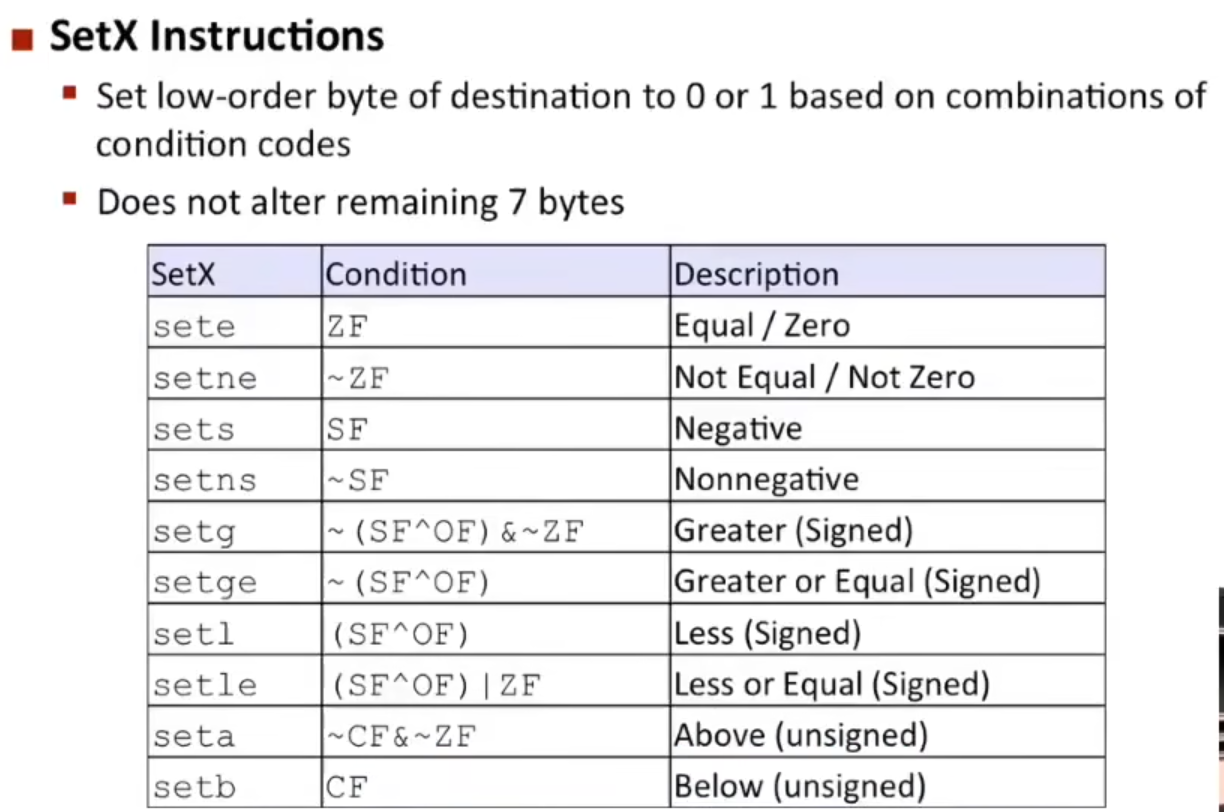 SetX Instructions
Set low-order byte of destination to 0 or 1 based on combinations of
condition codes
Does not alter remaining 7 bytes
SetX Condition Description
sete ZF Equal / Zero
setne ~ZF Not Equal / Not Zero
sets SF Negative
setns ~SF Nonnegative
setg ~(SF^OF)&~ZF Greater (Signed)
setge ~(SF^OF) Greater or Equal (Signed)
setl (SF^OF) Less (Signed)
setle (SF^OF)|ZF Less or Equal (Signed)
seta ~CF&~ZF Above (unsigned)
setb CF Below (unsigned)